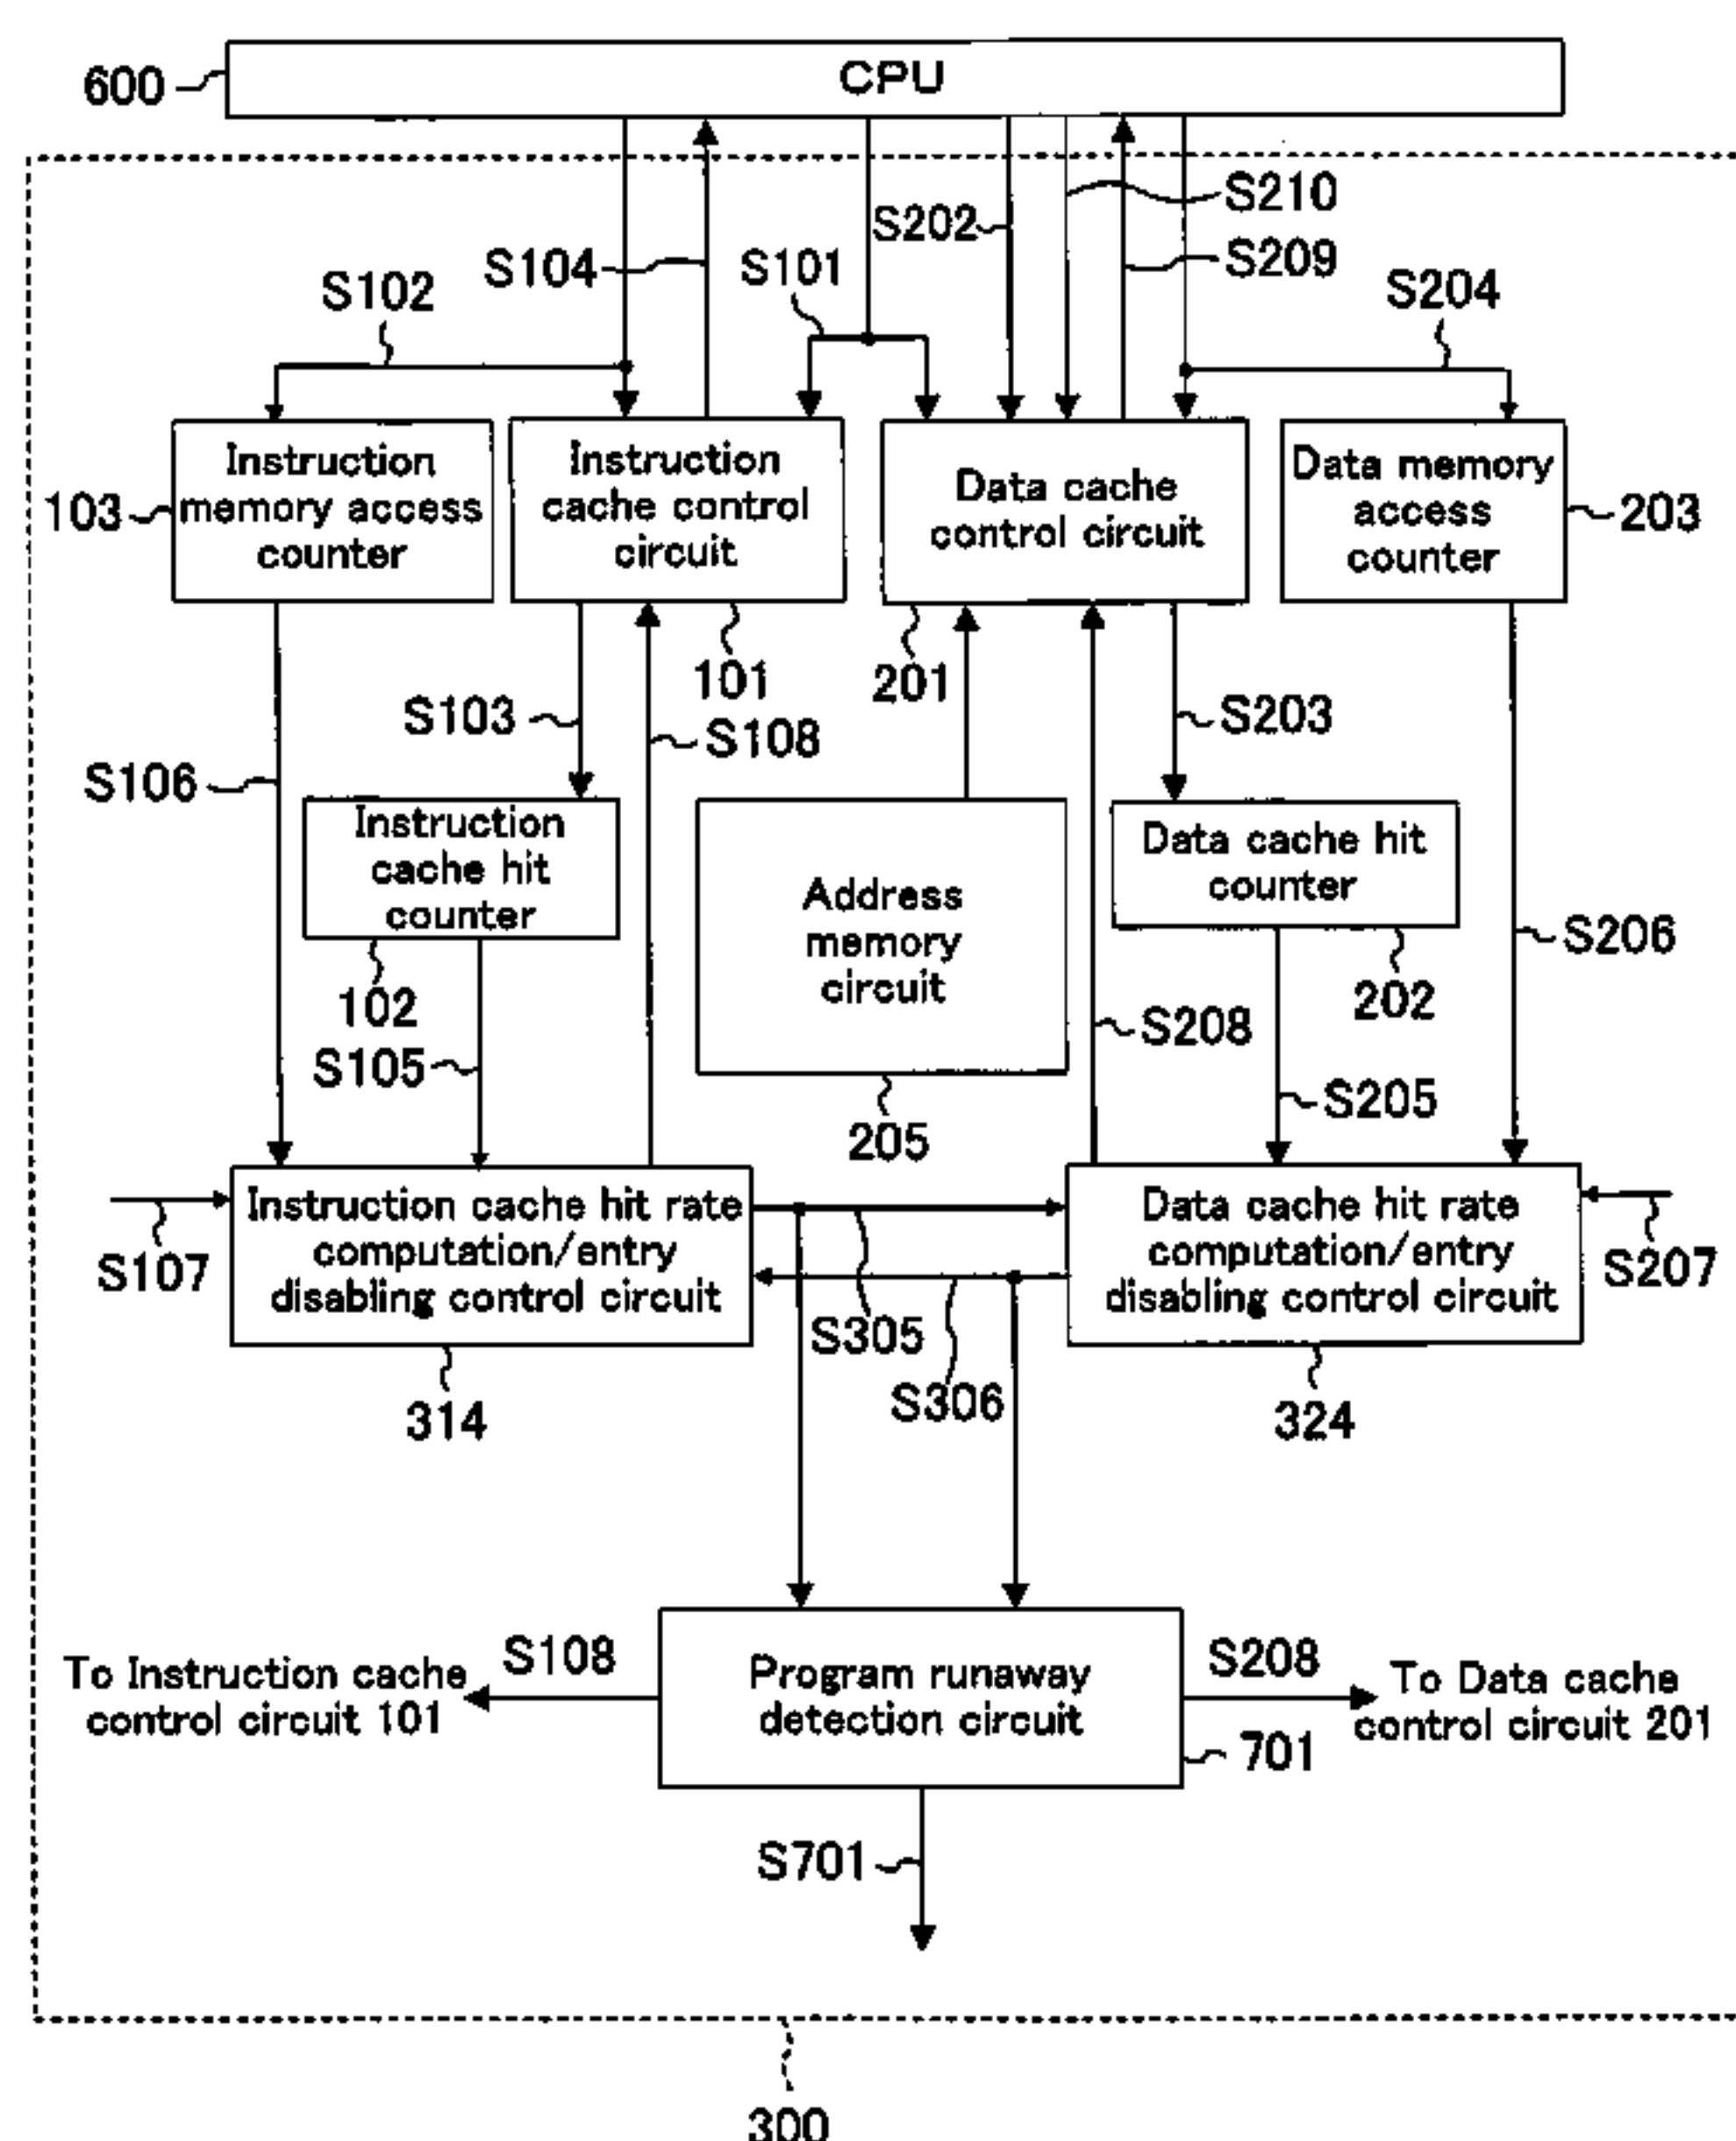 CPU
600
S210
S202
S209
S104
S101
S102
S204
Instruction
memory access
counter
103
Instruction
cache control
circuit
Data cache
control circuit
Data memory
access
counter
203
101
201
S103
S108
S203
S106
Instruction
cache hit
counter
Address
memory
circuit
Data cache hit
counter
S206
102
202
S208
S105
S205
205
Instruction cache hit rate
computation/entry
disabling control circuit
Data cache hit rate
computation/entry
disabling control circuit
S107
S207
S305
S306
314
324
To Instruction cache
control circuit 101
S108
Program runaway
detection circuit
S208
To Data cache
control circuit 201
701
S701
300